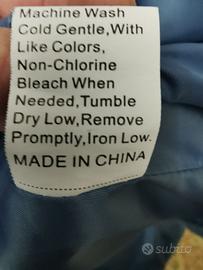 Machine Wash
Cold Gentle,With
Like Colors,
Non-Chlorine
Bleach When
Needed,Tumble
Dry Low,Remove
Promptly,Iron Low.
MADE IN CHINA
subito